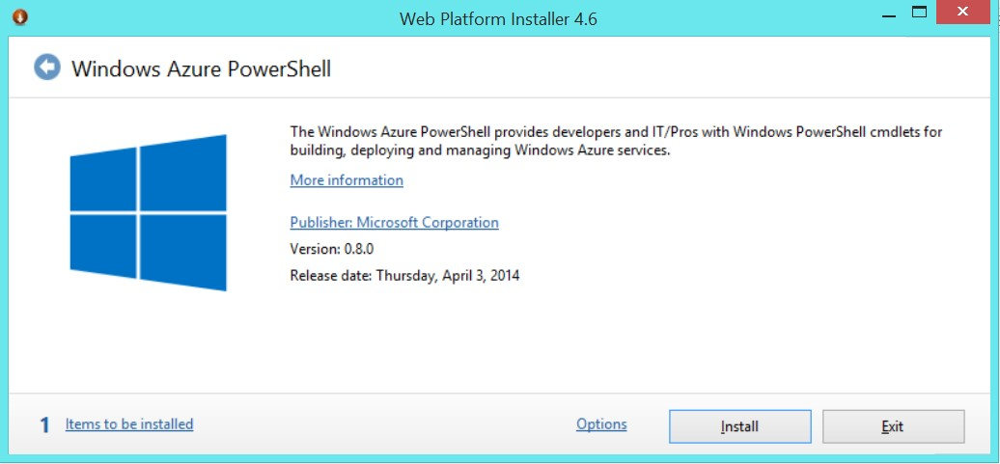 Web Platform Installer 4.6
Windows Azure PowerShell
The Windows Azure PowerShell provides developers and IT/Pros with Windows PowerShell cmdlets for
building, deploying and managing Windows Azure services.
More information
Publisher: Microsoft Corporation
Version: 0.8.0
Release date: Thursday, April 3, 2014
1 Items to be installed Options Install Exit